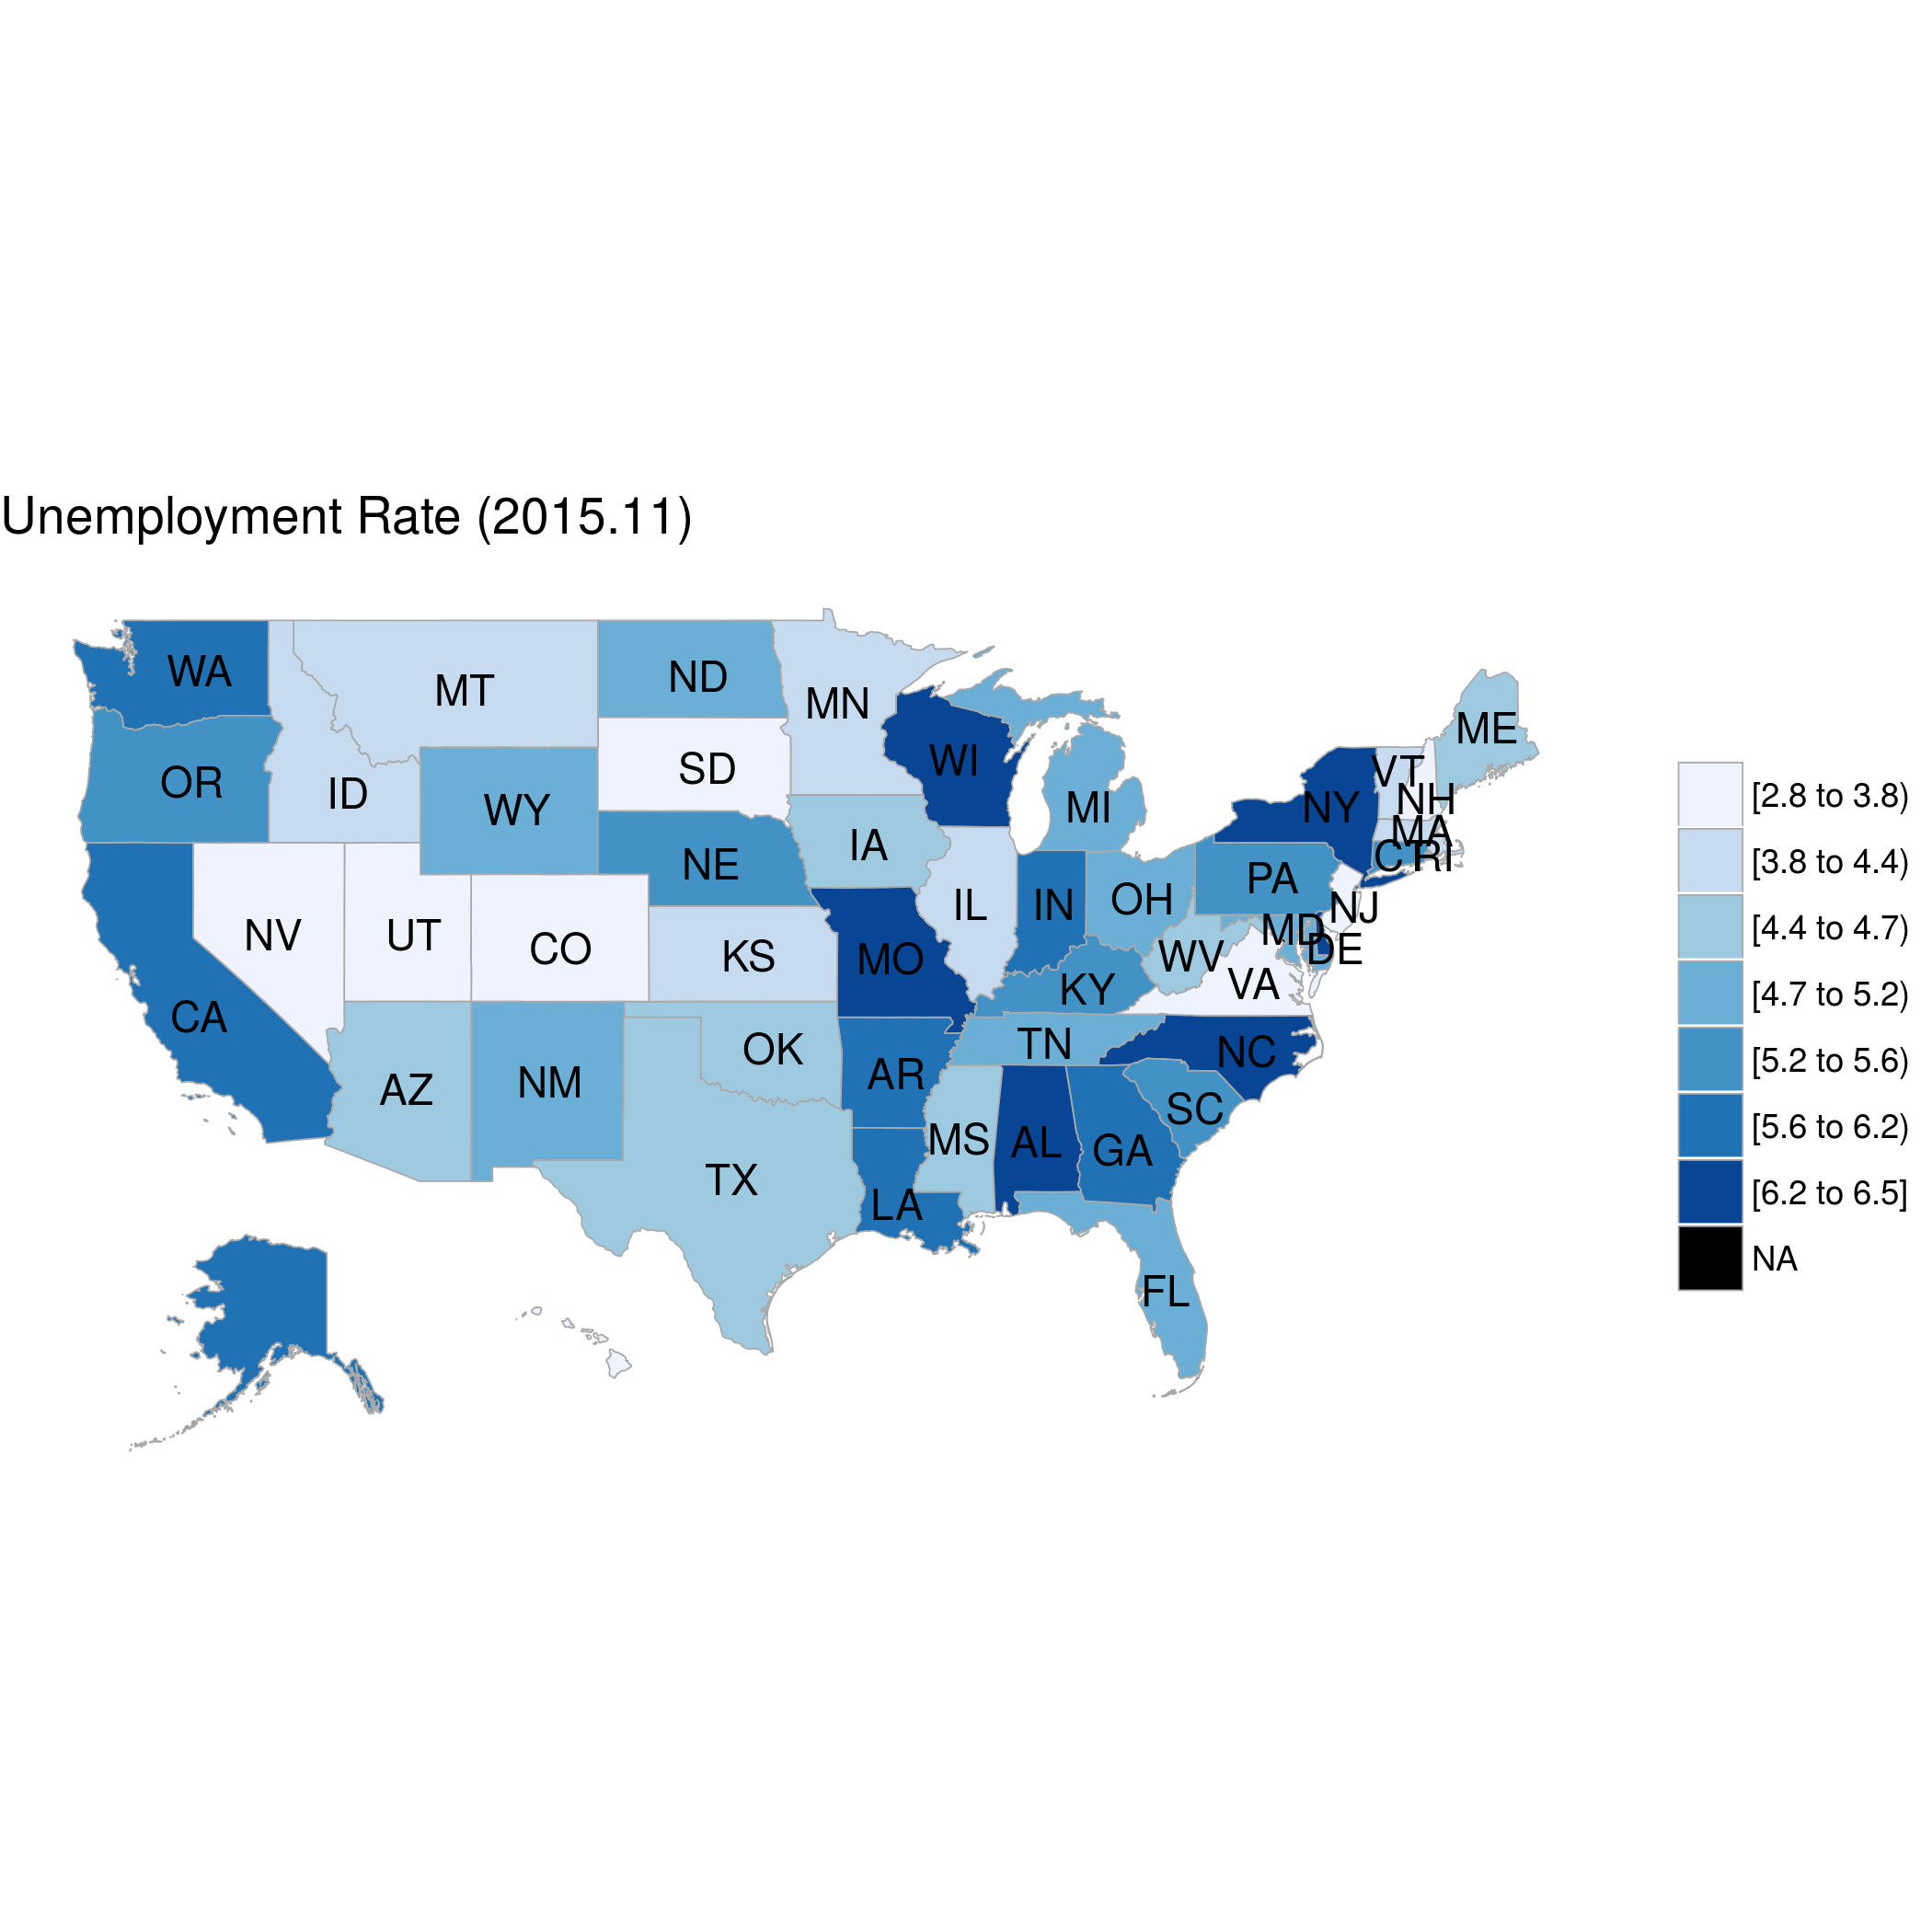 Unemployment Rate (2015.11)
WA
MT
ND
MN
ME
OR
ID
WY
SD
WI
MI
NY
VT
NH
MA
CT
RI
NE
IA
PA
NV
UT
CO
KS
MO
IL
IN
OH
NJ
MD
DE
WV
VA
KY
CA
AZ
NM
OK
AR
TN
NC
SC
TX
LA
MS
AL
GA
FL
[2.8 to 3.8)
[3.8 to 4.4)
[4.4 to 4.7)
[4.7 to 5.2)
[5.2 to 5.6)
[5.6 to 6.2)
[6.2 to 6.5]
NA